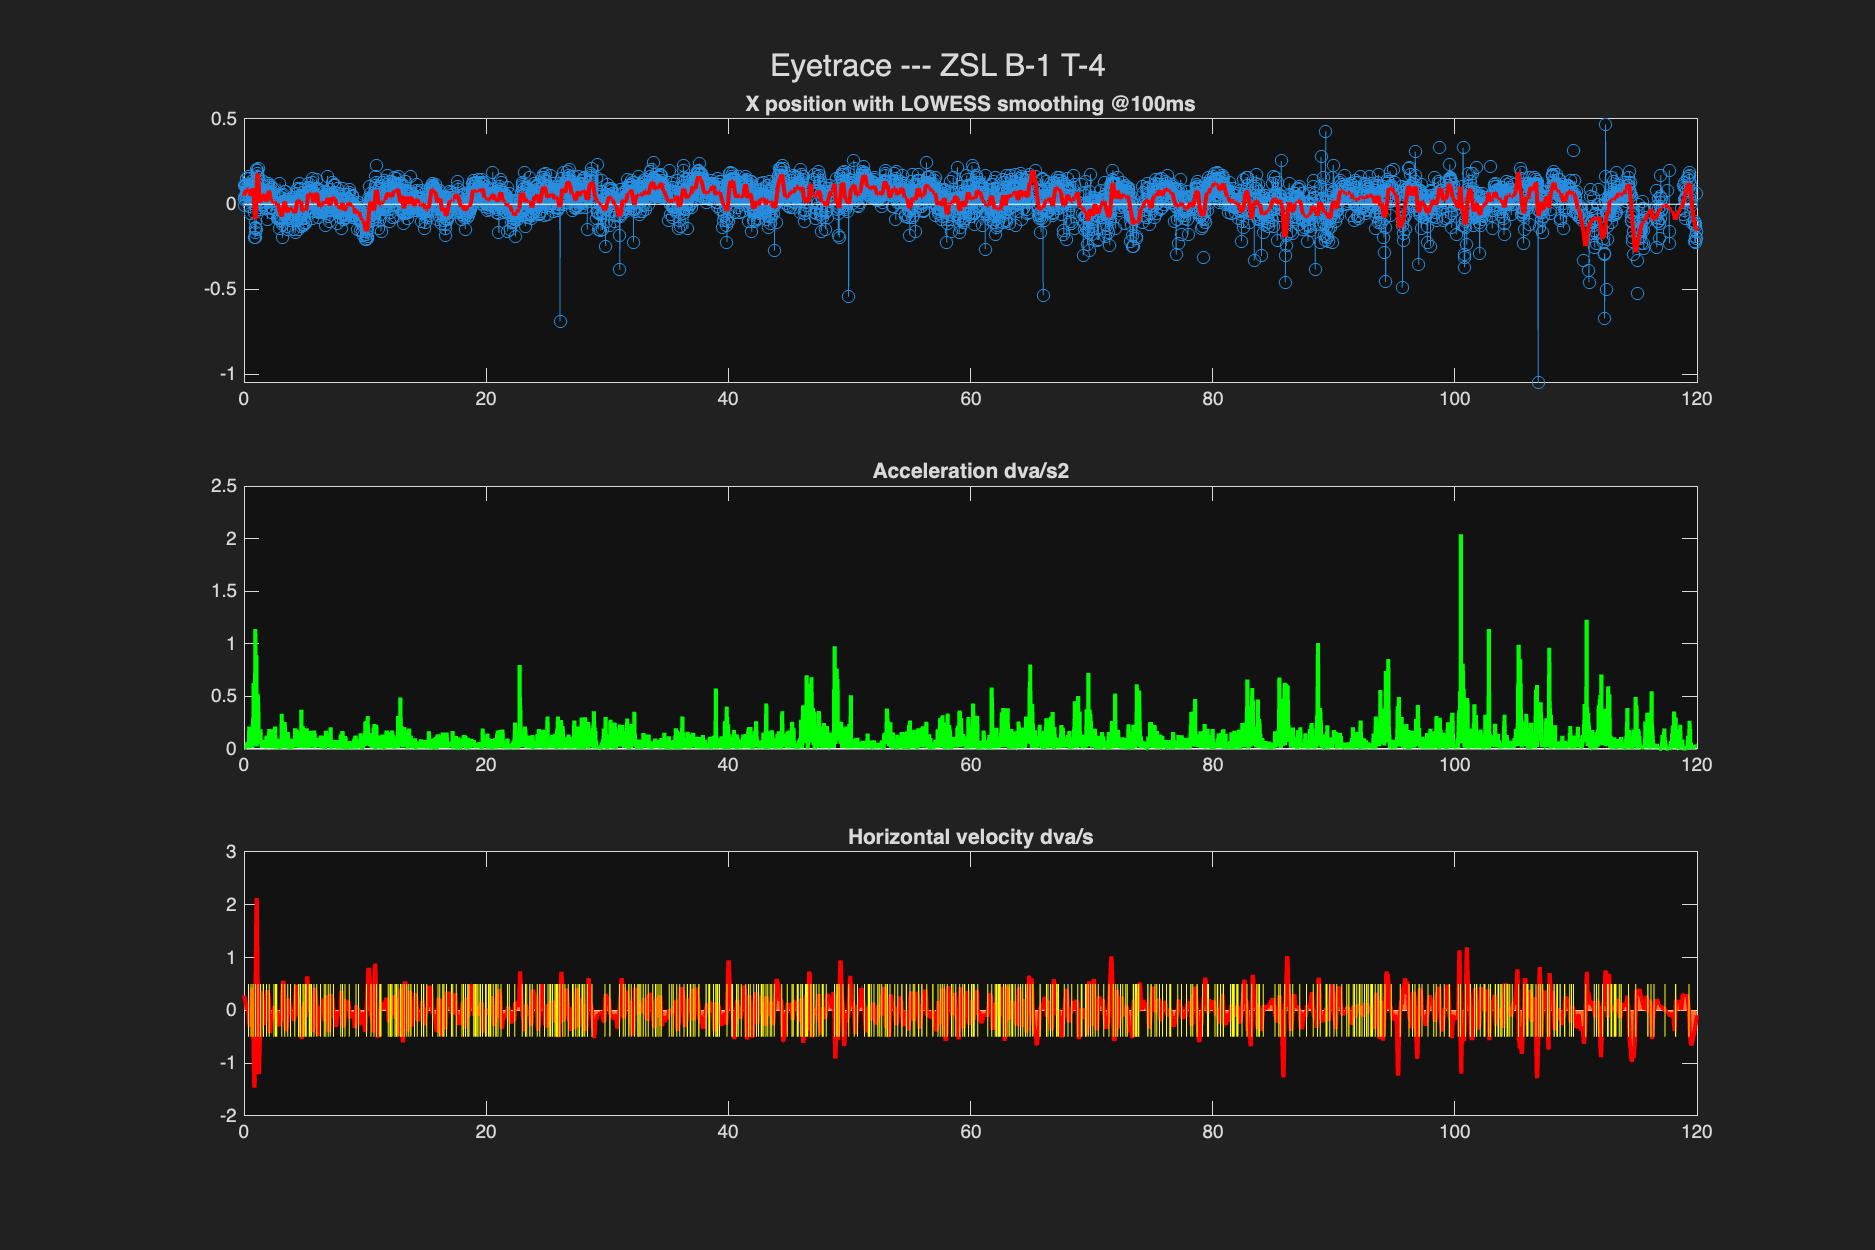 Eyetrace --- ZSL B-1 T-4
X position with LOWESS smoothing @100ms
0.5
0
-0.5
-1
0 20 40 60 80 100 120
Acceleration dva/s2
2.5
2
1.5
1
0.5
0
0 20 40 60 80 100 120
Horizontal velocity dva/s
3
2
1
0
-1
-2
0 20 40 60 80 100 120